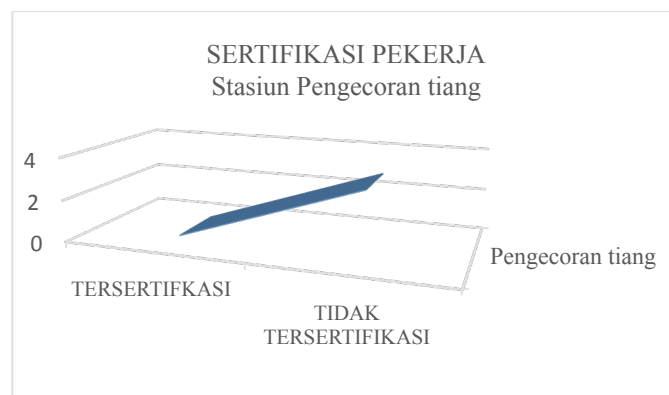 SERTIFIKASI PEKERJA
Stasiun Pengecoran tiang
4
2
0
Pengecoran tiang
TERSERTIFKASI
TIDAK
TERSERTIFIKASI